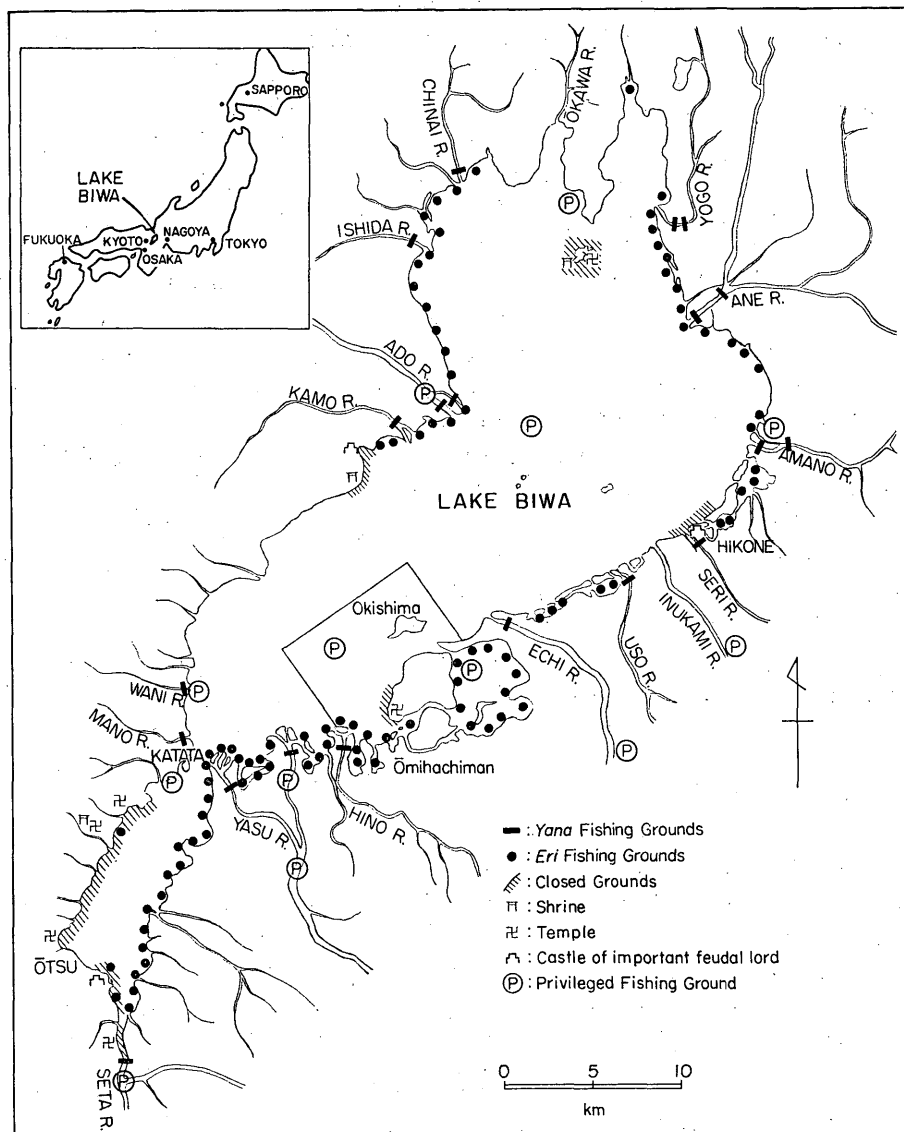 SAPPORO
LAKE
BIWA
FUKUOKA
KYOTO
NAGOYA
OSAKA
TOKYO
CHINAI R.
ŌKAWA R.
YOGO R.
ISHIDA R.
ANE R.
ADO R.
KAMO R.
AMANO R.
LAKE BIWA
HIKONE
SERI R.
INUKAMI R.
USO R.
ECHI R.
Okishima
WANI R.
MANO R.
KATATA
Ōmihachiman
YASU R.
HINO R.
ŌTSU
SETA R.
P
P
P
P
P
P
P
P
P
P
P
P
P
P
: Yana Fishing Grounds
: Eri Fishing Grounds
: Closed Grounds
: Shrine
: Temple
: Castle of important feudal lord
P : Privileged Fishing Ground
0 5 10
km